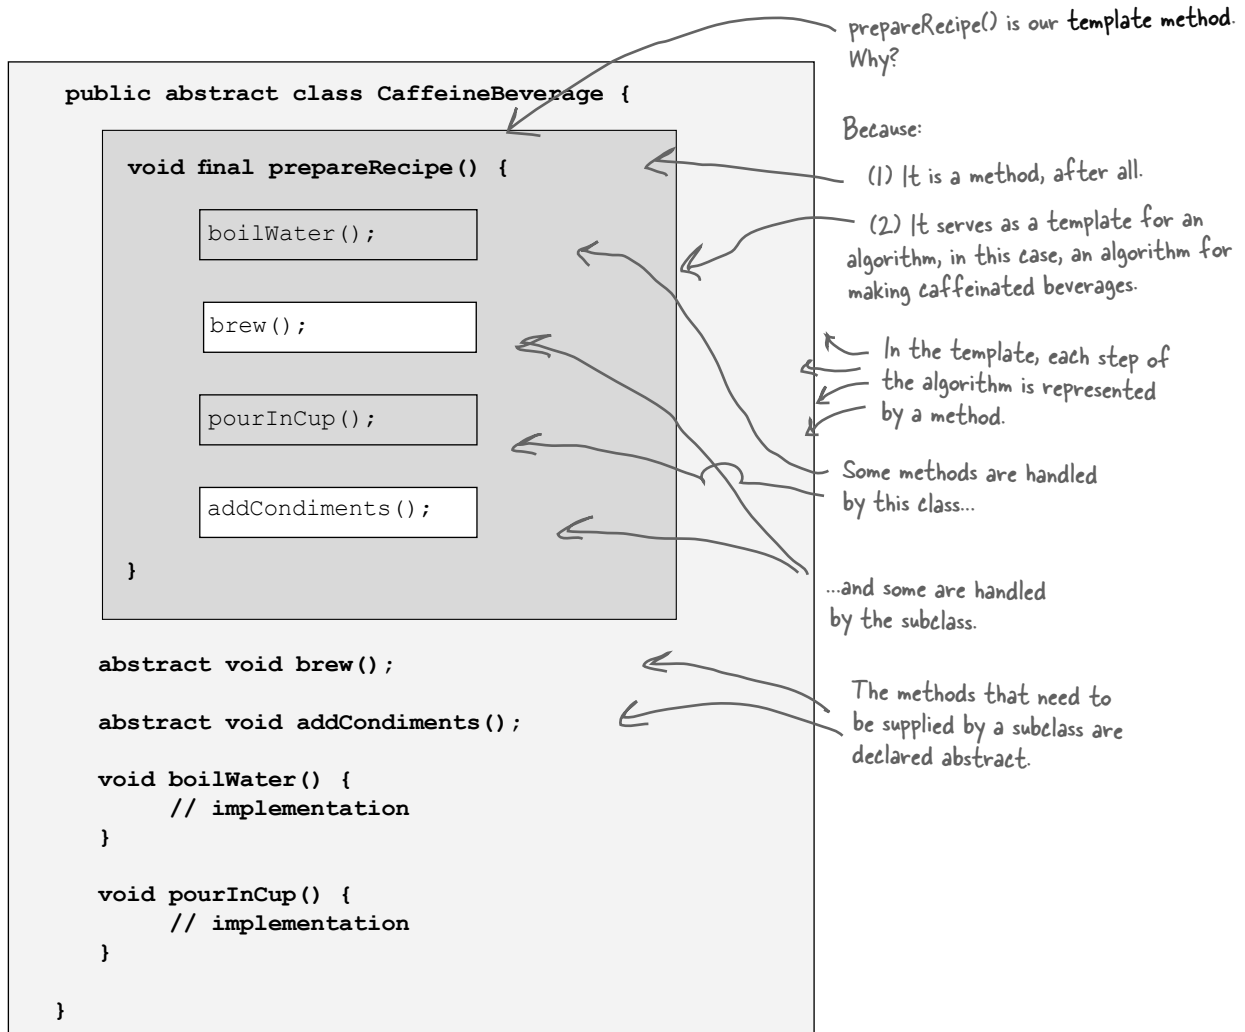 prepareRecipe() is our template method.
Why?
public abstract class CaffeineBeverage {
void final prepareRecipe() {
boilWater();
brew();
pourInCup();
addCondiments();
}
abstract void brew();
abstract void addCondiments();
void boilWater() {
// implementation
}
void pourInCup() {
// implementation
}
}
Because:
(1) It is a method, after all.
(2) It serves as a template for an
algorithm, in this case, an algorithm for
making caffeinated beverages.
In the template, each step of
the algorithm is represented
by a method.
Some methods are handled
by this class...
...and some are handled
by the subclass.
The methods that need to
be supplied by a subclass are
declared abstract.